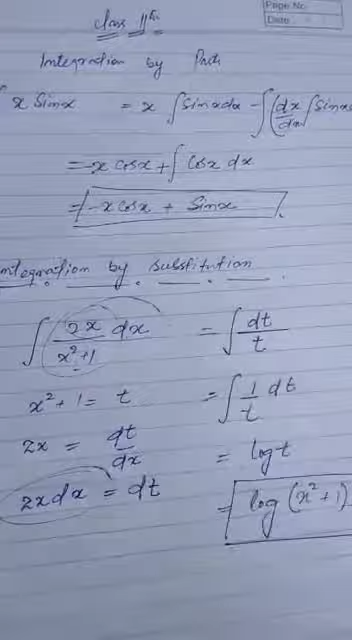 Page No.
Date
Class 11th
Integration by Parts
∫ x Sinx = x ∫ Sinx dx - ∫ (dx/dx ∫ Sinx
= -x cosx + ∫ Cosx dx
= -x cosx + Sinx
Integration by substitution
∫ 2x/(x²+1) dx = ∫ dt/t
x²+1 = t = ∫ 1/t dt
2x = dt/dx = log t
2x dx = dt = log (x²+1)